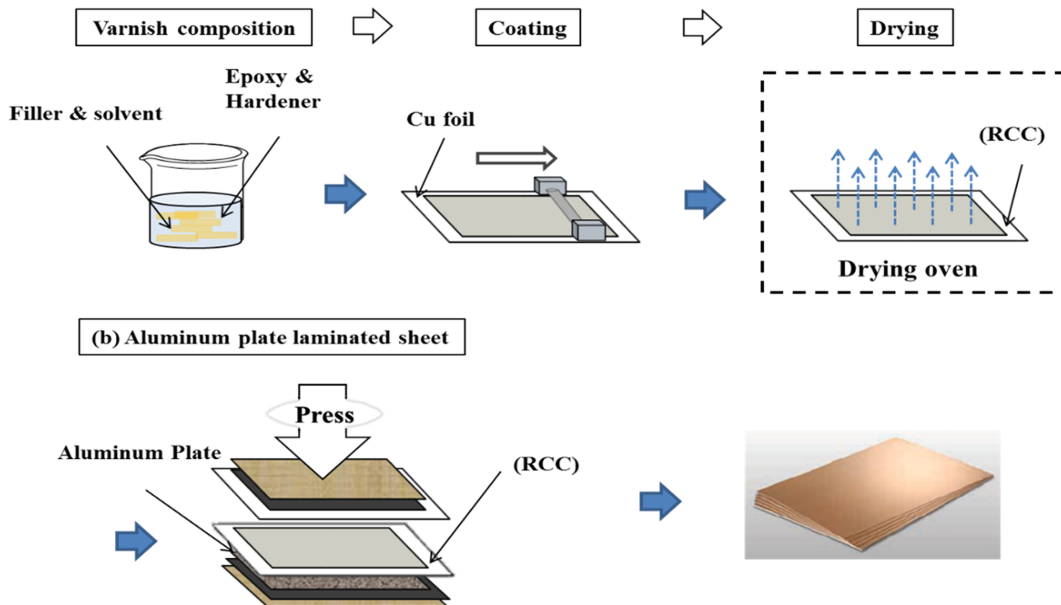 Varnish composition
Coating
Drying
Filler & solvent
Epoxy &
Hardener
Cu foil
(RCC)
Drying oven
(b) Aluminum plate laminated sheet
Press
Aluminum Plate
(RCC)